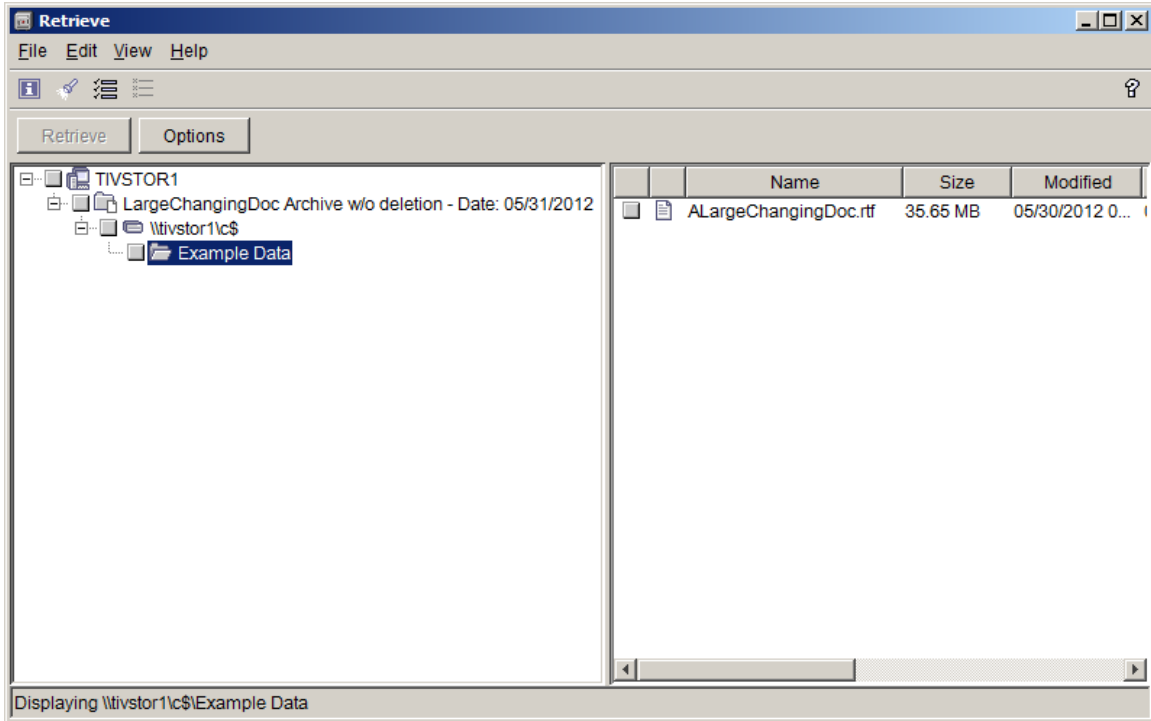 Retrieve
File Edit View Help
Retrieve Options
TIVSTOR1
LargeChangingDoc Archive w/o deletion - Date: 05/31/2012
\\tivstor1\c$
Example Data
Name Size Modified
ALargeChangingDoc.rtf 35.65 MB 05/30/2012 0...
Displaying \\tivstor1\c$\Example Data